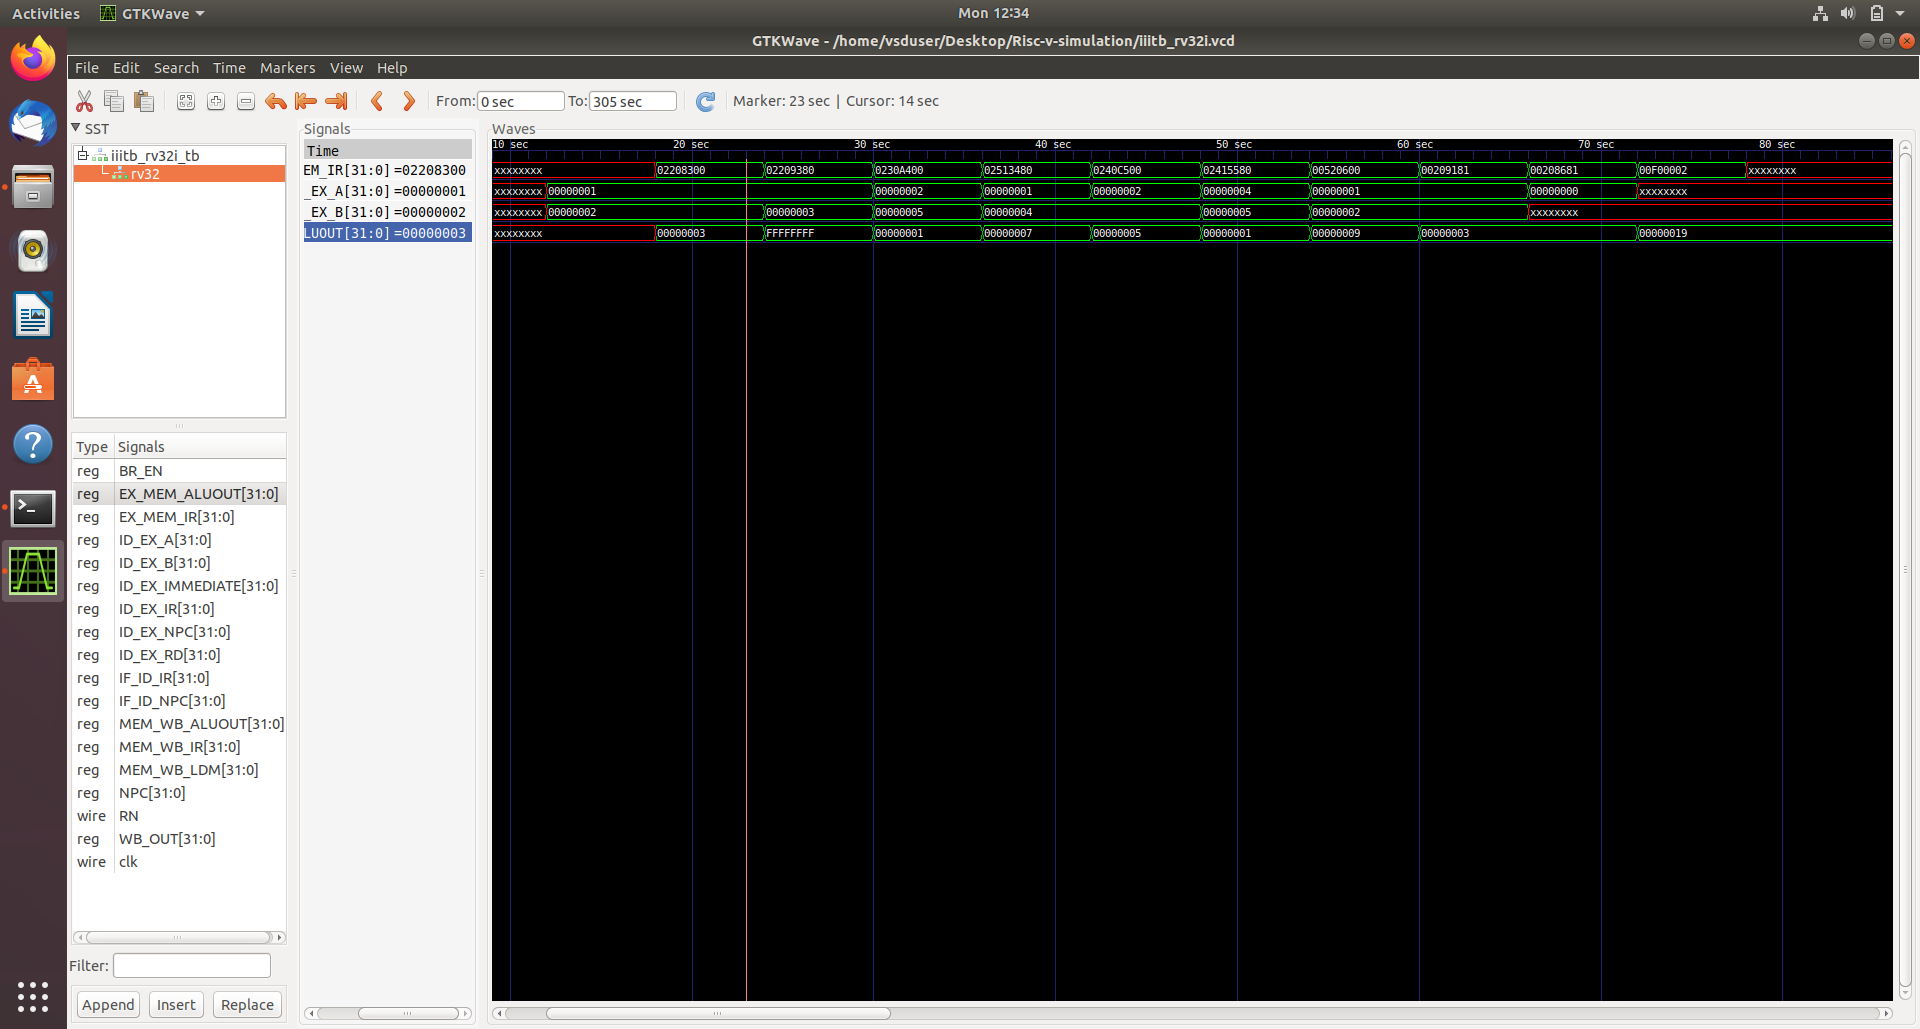 Activities GTKWave Mon 12:34
GTKWave - /home/vsduser/Desktop/Risc-v-simulation/iiitb_rv32i.vcd
File Edit Search Time Markers View Help
From: 0 sec To: 305 sec Marker: 23 sec | Cursor: 14 sec
SST
iiitb_rv32i_tb
rv32
Type Signals
reg BR_EN
reg EX_MEM_ALUOUT[31:0]
reg EX_MEM_IR[31:0]
reg ID_EX_A[31:0]
reg ID_EX_B[31:0]
reg ID_EX_IMMEDIATE[31:0]
reg ID_EX_IR[31:0]
reg ID_EX_NPC[31:0]
reg ID_EX_RD[31:0]
reg IF_ID_IR[31:0]
reg IF_ID_NPC[31:0]
reg MEM_WB_ALUOUT[31:0]
reg MEM_WB_IR[31:0]
reg MEM_WB_LDM[31:0]
reg NPC[31:0]
wire RN
reg WB_OUT[31:0]
wire clk
Filter:
Append Insert Replace
Signals
Time
EM_IR[31:0] =02208300
_EX_A[31:0] =00000001
_EX_B[31:0] =00000002
LUOUT[31:0] =00000003
Waves
10 sec 20 sec 30 sec 40 sec 50 sec 60 sec 70 sec 80 sec
xxxxxxxx 02208300 02209380 0230A400 02513480 0240C500 02415580 00520600 00209181 00208681 00F00002 xxxxxxxx
xxxxxxxx 00000001 00000002 00000001 00000002 00000004 00000001 00000000 xxxxxxxx
xxxxxxxx 00000002 00000003 00000005 00000004 00000005 00000002 xxxxxxxx
xxxxxxxx 00000003 FFFFFFFF 00000001 00000007 00000005 00000001 00000009 00000003 00000019